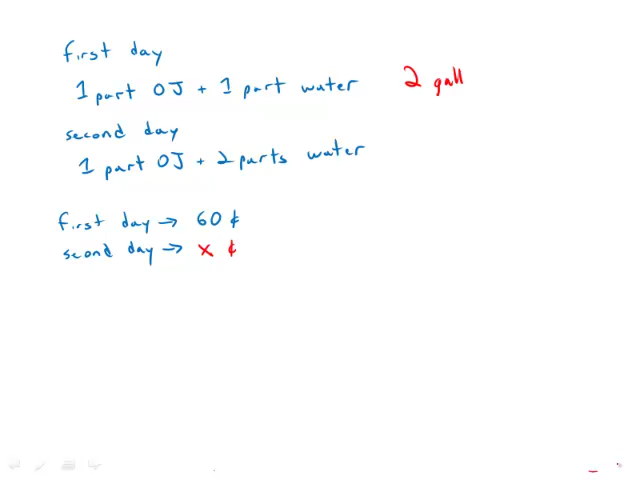 first day
1 part OJ + 1 part water 2 gall
second day
1 part OJ + 2 parts water
first day → 60 ¢
second day → x ¢